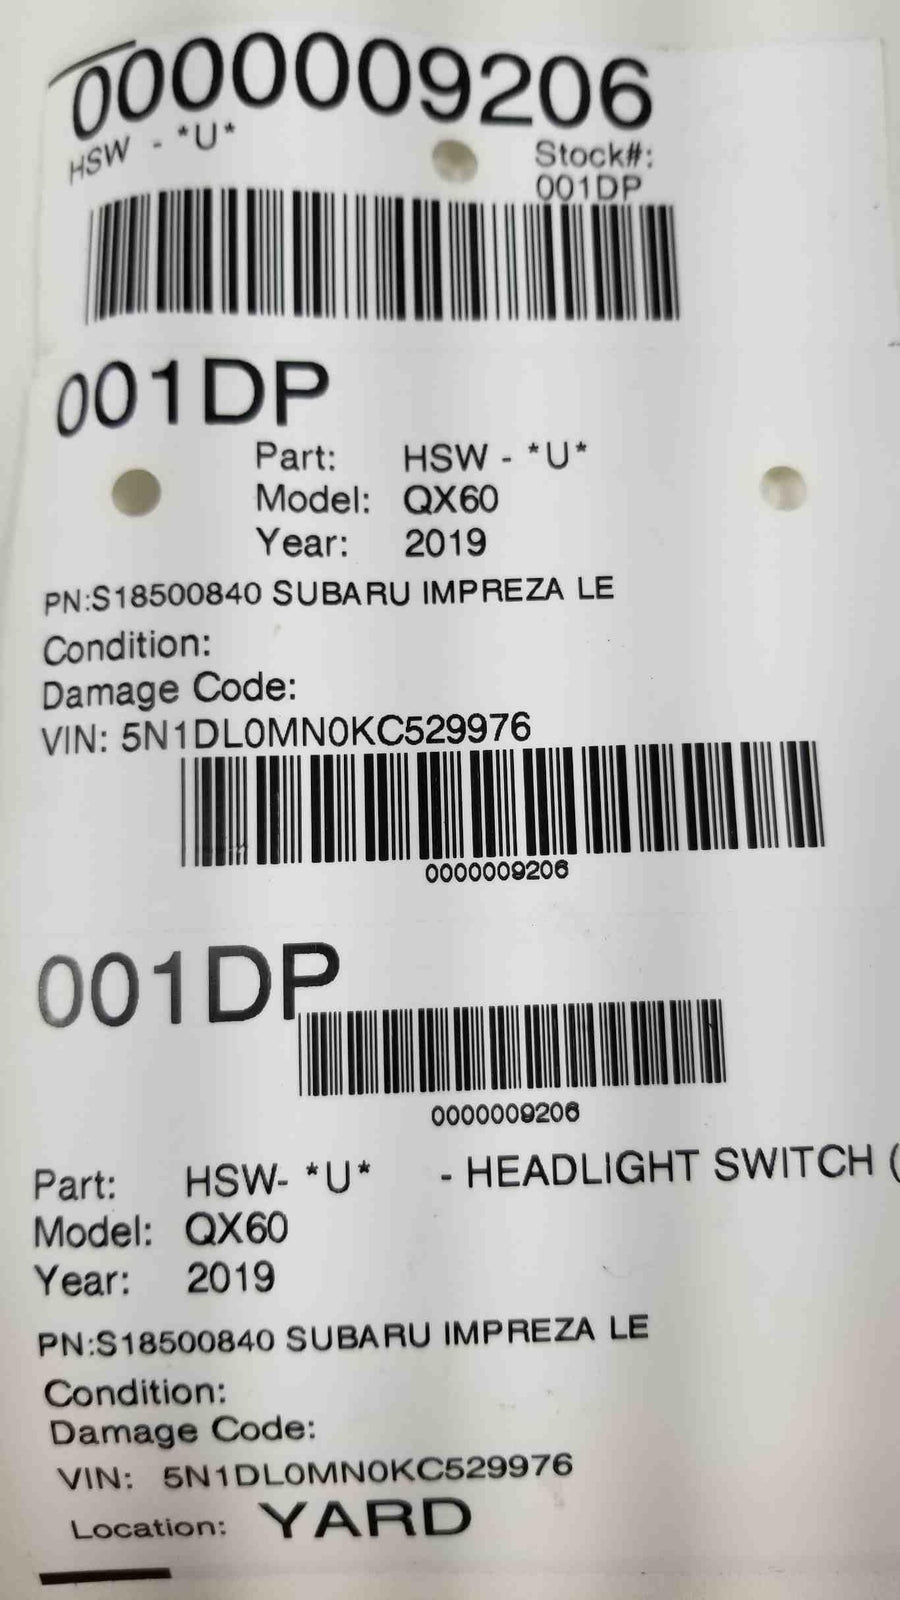 0000009206
HSW - *U*
Stock#:
001DP
001DP
Part: HSW - *U*
Model: QX60
Year: 2019
PN:S18500840 SUBARU IMPREZA LE
Condition:
Damage Code:
VIN: 5N1DL0MN0KC529976
0000009206
001DP
0000009206
Part: HSW- *U* - HEADLIGHT SWITCH (
Model: QX60
Year: 2019
PN:S18500840 SUBARU IMPREZA LE
Condition:
Damage Code:
VIN: 5N1DL0MN0KC529976
Location: YARD